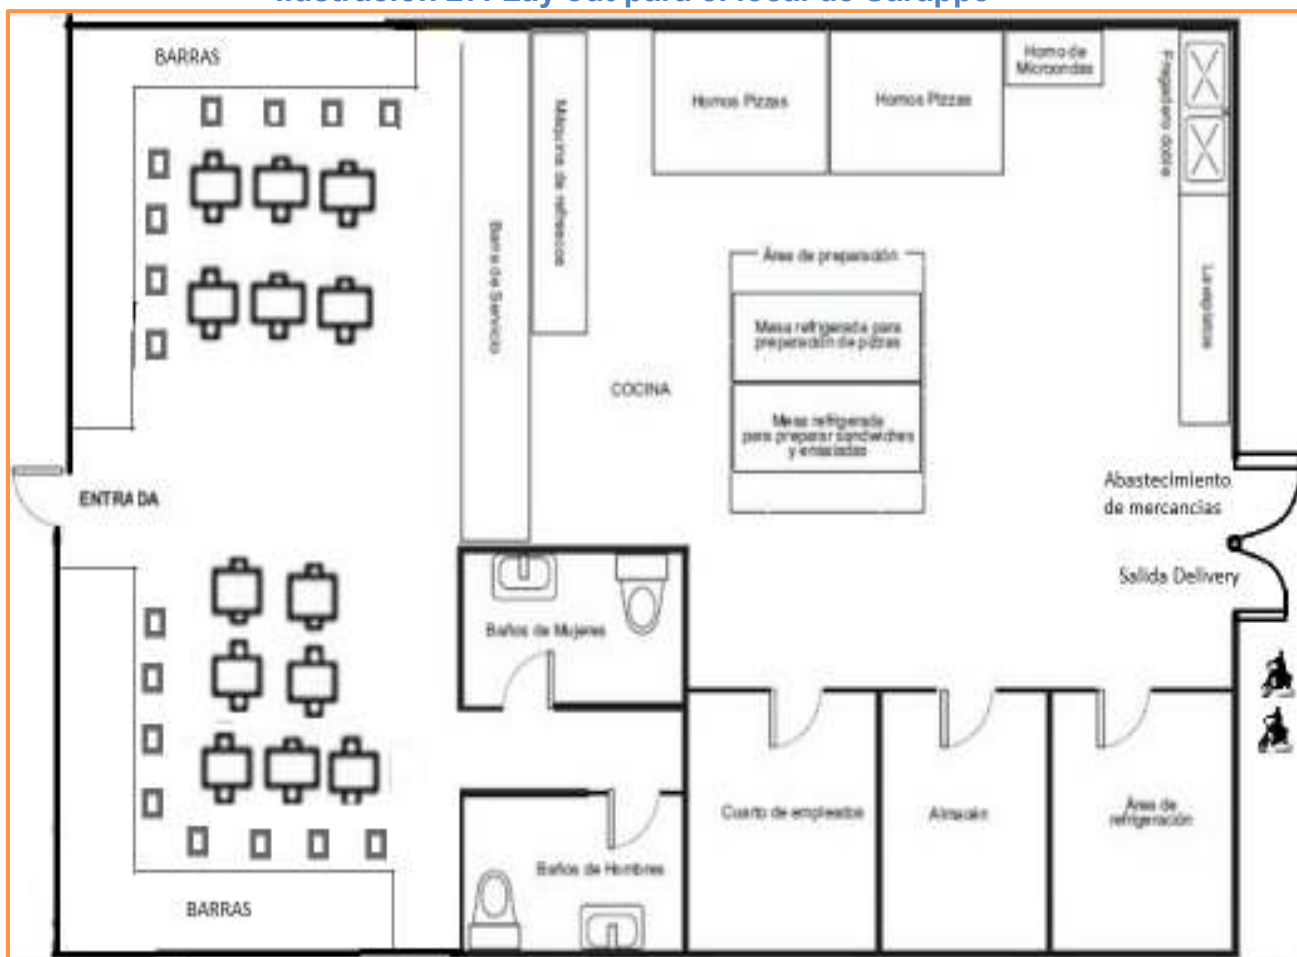 BARRAS
Horno de
Microondas
Hornos Pizzas
Hornos Pizzas
Fregadero doble
Máquina de refrescos
Barra de Servicio
Área de preparación
Mesa refrigerada para
preparación de pizzas
Lavaplatos
COCINA
Mesa refrigerada
para preparar sandwiches
y ensaladas
ENTRADA
Abastecimiento
de mercancias
Salida Delivery
Baños de Mujeres
Cuarto de empleados
Almacén
Área de
refrigeración
Baños de Hombres
BARRAS